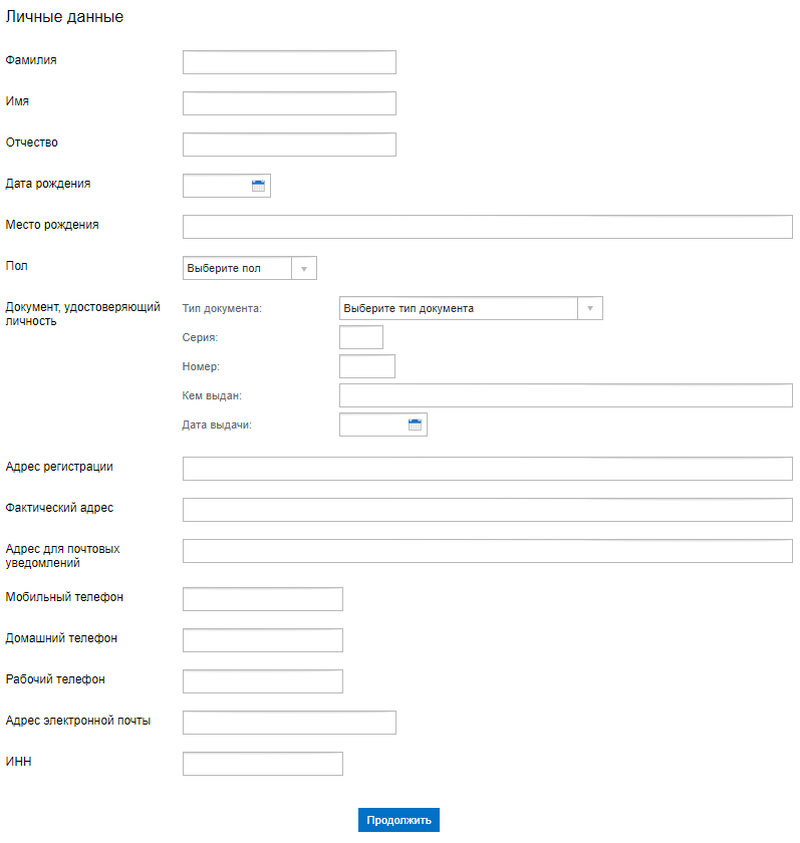 Личные данные
Фамилия
Имя
Отчество
Дата рождения
Место рождения
Пол
Выберите пол
Документ, удостоверяющий
личность
Тип документа:
Выберите тип документа
Серия:
Номер:
Кем выдан:
Дата выдачи:
Адрес регистрации
Фактический адрес
Адрес для почтовых
уведомлений
Мобильный телефон
Домашний телефон
Рабочий телефон
Адрес электронной почты
ИНН
Продолжить